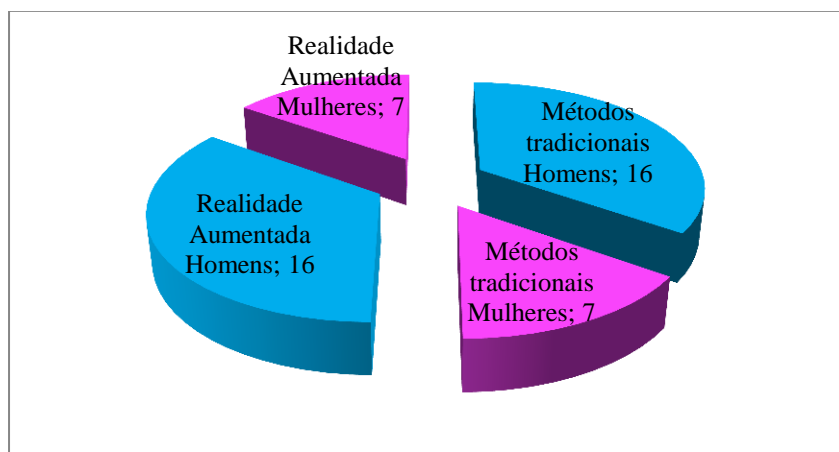 Realidade
Aumentada
Mulheres; 7
Métodos
tradicionais
Homens; 16
Realidade
Aumentada
Homens; 16
Métodos
tradicionais
Mulheres; 7